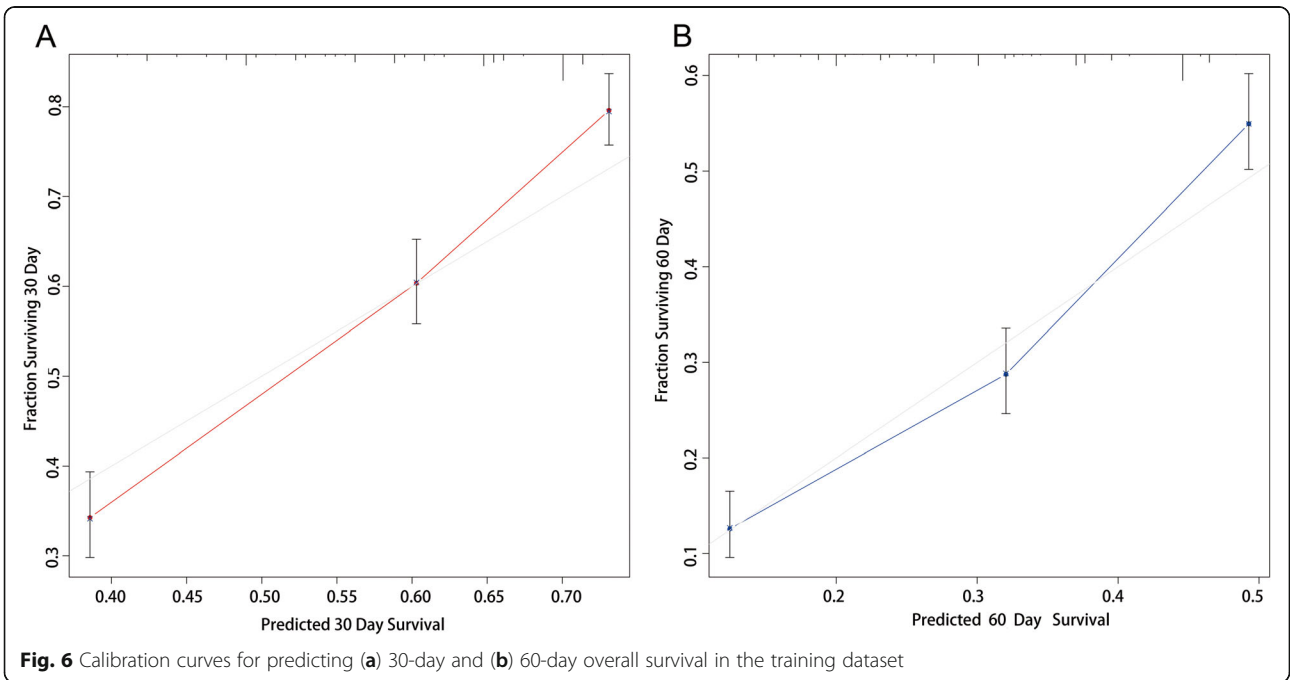 A
B
Fraction Surviving 30 Day
0.8
0.7
0.6
0.5
0.4
0.3
0.40 0.45 0.50 0.55 0.60 0.65 0.70
Predicted 30 Day Survival
Fraction Surviving 60 Day
0.6
0.5
0.4
0.3
0.2
0.1
0.2 0.3 0.4 0.5
Predicted 60 Day Survival
Fig. 6 Calibration curves for predicting (a) 30-day and (b) 60-day overall survival in the training dataset